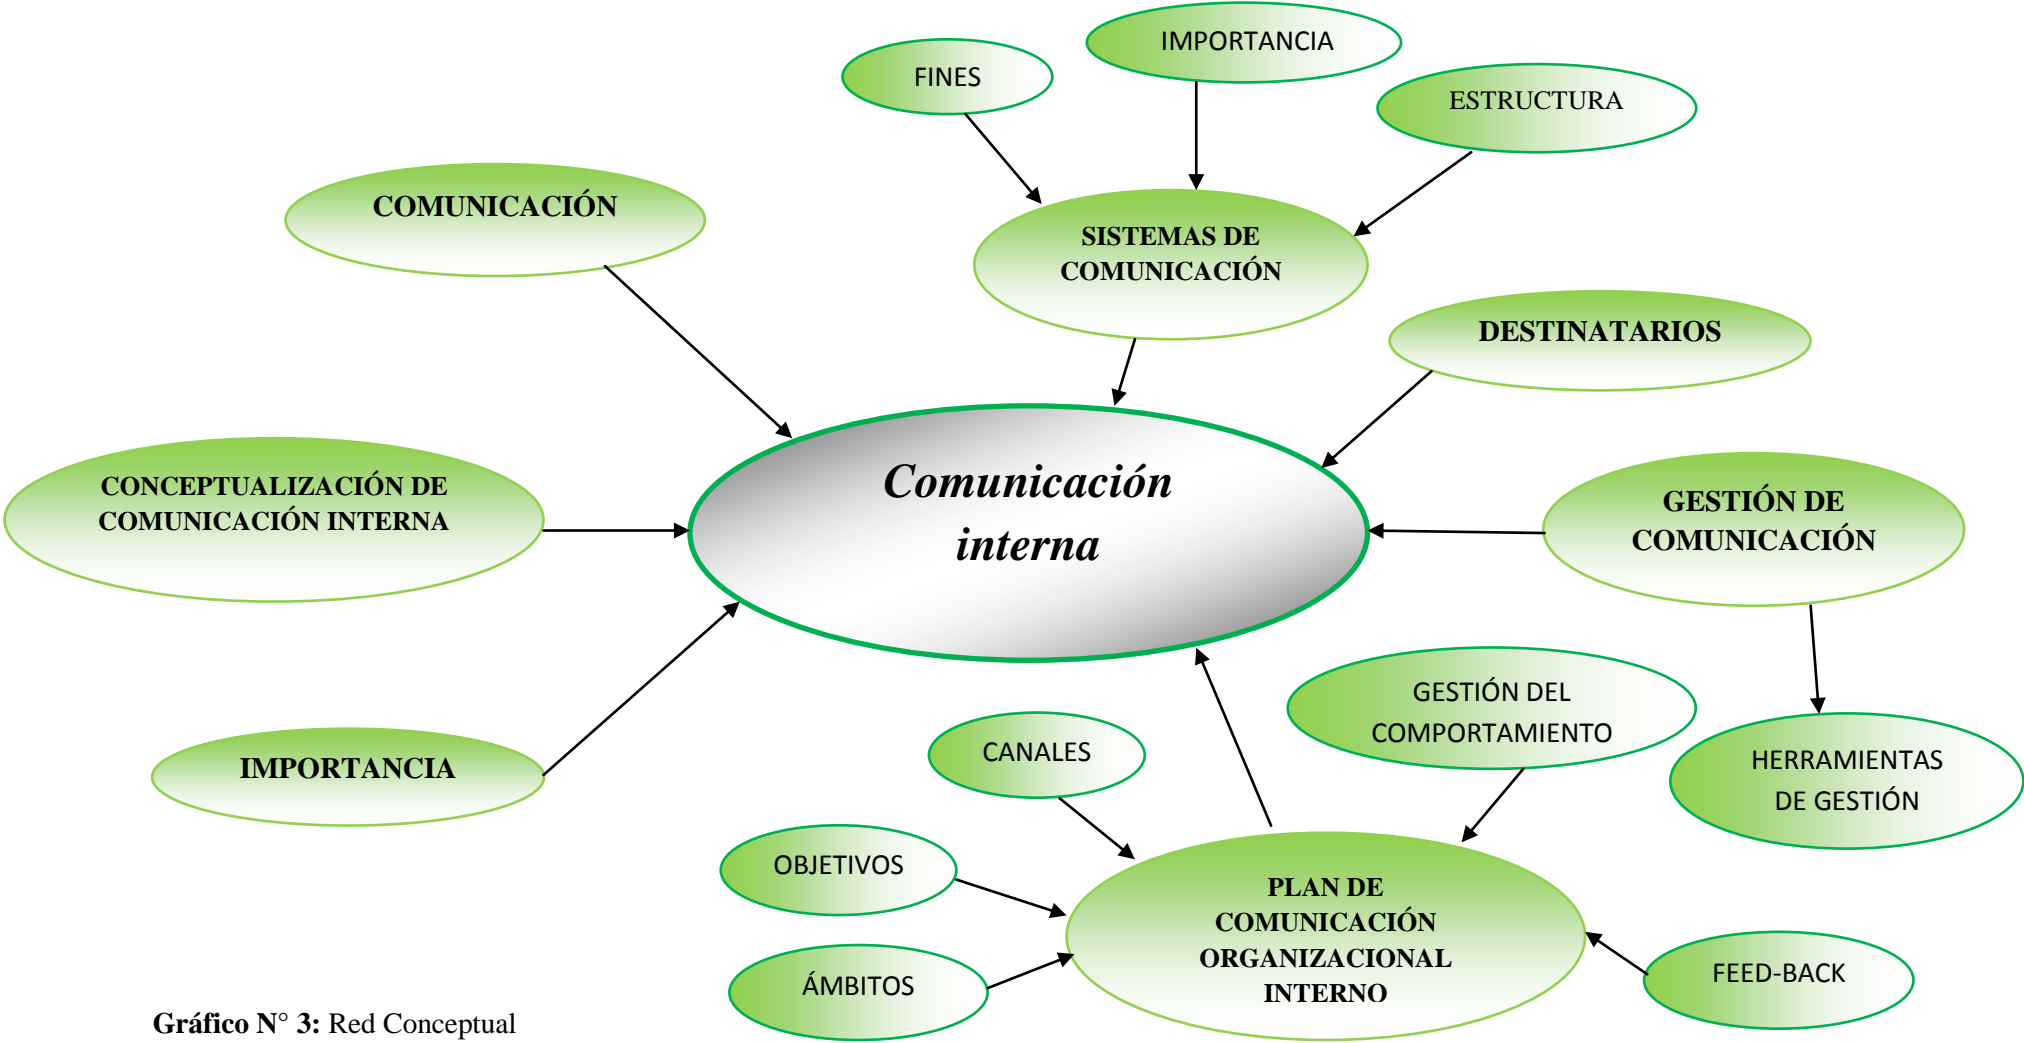 IMPORTANCIA
FINES
ESTRUCTURA
COMUNICACIÓN
SISTEMAS DE
COMUNICACIÓN
DESTINATARIOS
CONCEPTUALIZACIÓN DE
COMUNICACIÓN INTERNA
Comunicación
interna
GESTIÓN DE
COMUNICACIÓN
IMPORTANCIA
CANALES
GESTIÓN DEL
COMPORTAMIENTO
HERRAMIENTAS
DE GESTIÓN
OBJETIVOS
PLAN DE
COMUNICACIÓN
ORGANIZACIONAL
INTERNO
ÁMBITOS
FEED-BACK
Gráfico N° 3: Red Conceptual